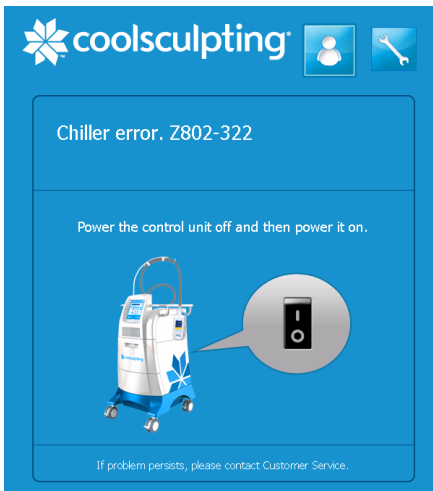 coolsculpting
Chiller error. Z802-322
Power the control unit off and then power it on.
coolsculpting
If problem persists, please contact Customer Service.